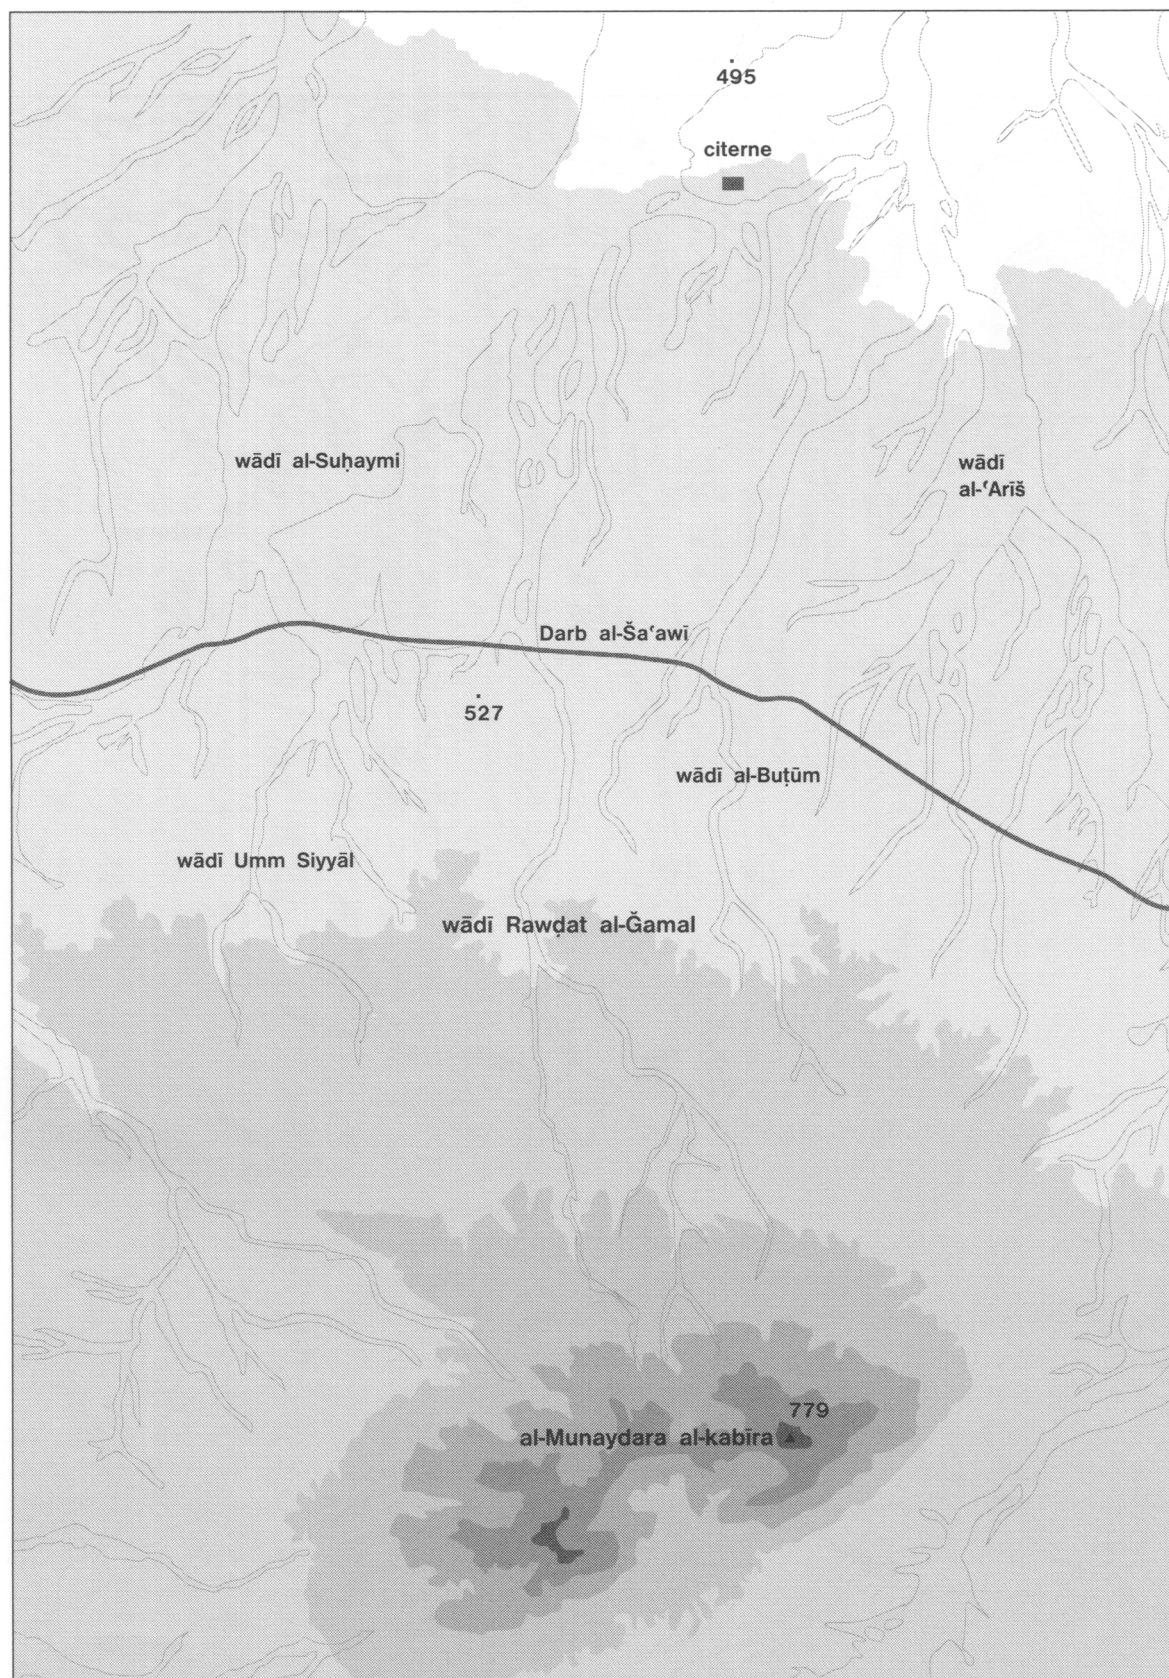 495
citerne
wādī al-Suḥaymi
wādī
al-ʿArīš
Darb al-Šaʿawī
527
wādī al-Buṭūm
wādī Umm Siyyāl
wādī Rawḍat al-Ǧamal
779
al-Munaydara al-kabīra